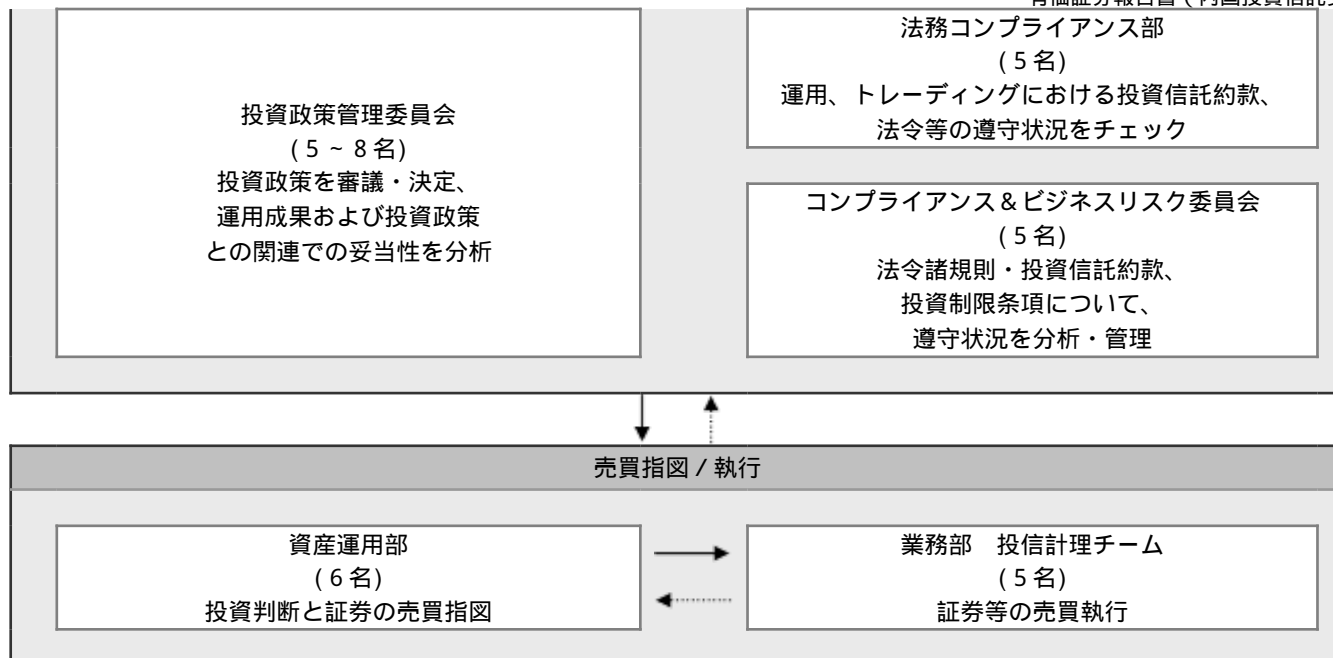 投資政策管理委員会
(5~8名)
投資政策を審議・決定、
運用成果および投資政策
との関連での妥当性を分析
法務コンプライアンス部
(5名)
運用、トレーディングにおける投資信託約款、
法令等の遵守状況をチェック
コンプライアンス&ビジネスリスク委員会
(5名)
法令諸規則・投資信託約款、
投資制限条項について、
遵守状況を分析・管理
売買指図/執行
資産運用部
(6名)
投資判断と証券の売買指図
業務部 投信計理チーム
(5名)
証券等の売買執行